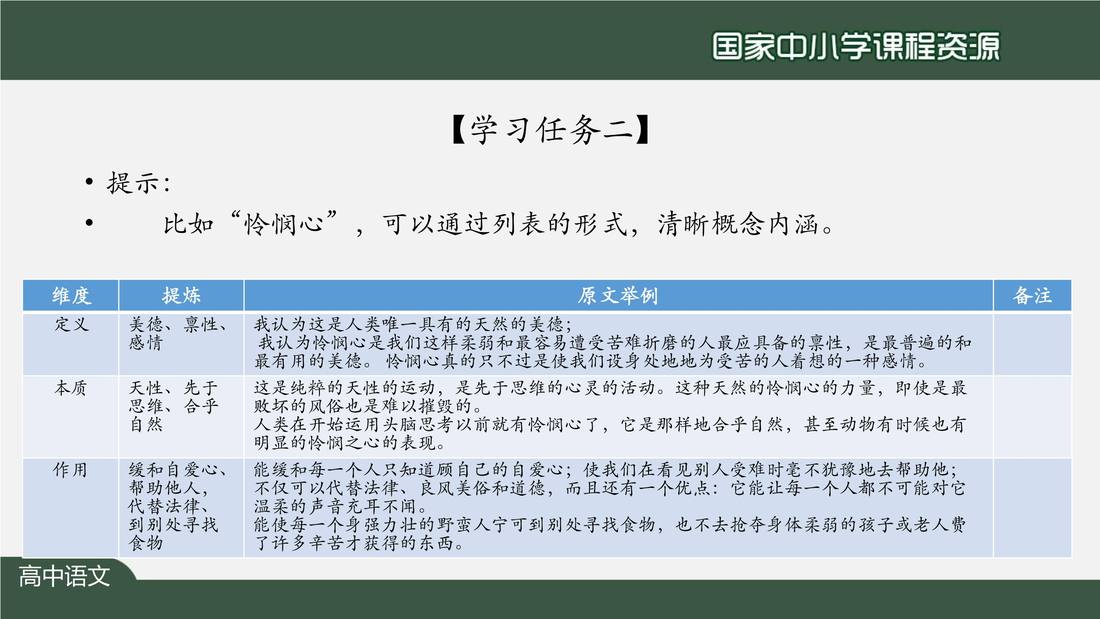 国家中小学课程资源
【学习任务二】
• 提示：
• 比如“怜悯心”，可以通过列表的形式，清晰概念内涵。
维度 提炼 原文举例 备注
定义
美德、禀性、
感情
我认为这是人类唯一具有的天然的美德；
我认为怜悯心是我们这样柔弱和最容易遭受苦难折磨的人最应具备的禀性，是最普遍的和
最有用的美德。 怜悯心真的只不过是使我们设身处地地为受苦的人着想的一种感情。
本质
天性、先于
思维、合乎
自然
这是纯粹的天性的运动，是先于思维的心灵的活动。这种天然的怜悯心的力量，即使是最
败坏的风俗也是难以摧毁的。
人类在开始运用头脑思考以前就有怜悯心了，它是那样地合乎自然，甚至动物有时候也有
明显的怜悯之心的表现。
作用
缓和自爱心、
帮助他人，
代替法律、
到别处寻找
食物
能缓和每一个人只知道顾自己的自爱心；使我们在看见别人受难时毫不犹豫地去帮助他；
不仅可以代替法律、良风美俗和道德，而且还有一个优点：它能让每一个人都不可能对它
温柔的声音充耳不闻。
能使每一个身强力壮的野蛮人宁可到别处寻找食物，也不去抢夺身体柔弱的孩子或老人费
了许多辛苦才获得的东西。
高中语文